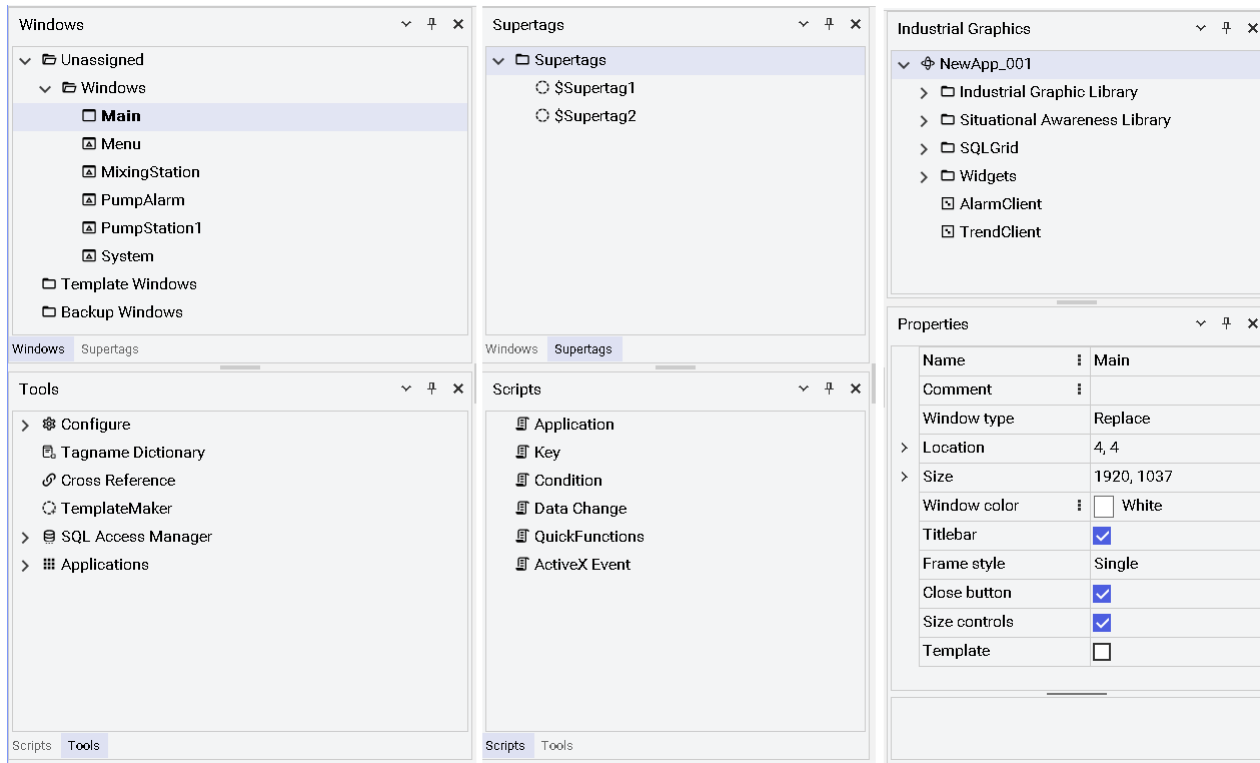 Windows
Unassigned
Windows
Main
Menu
MixingStation
PumpAlarm
PumpStation1
System
Template Windows
Backup Windows
Windows Supertags
Tools
Configure
Tagname Dictionary
Cross Reference
TemplateMaker
SQL Access Manager
Applications
Scripts Tools
Supertags
Supertags
$Supertag1
$Supertag2
Windows Supertags
Scripts
Application
Key
Condition
Data Change
QuickFunctions
ActiveX Event
Scripts Tools
Industrial Graphics
NewApp_001
Industrial Graphic Library
Situational Awareness Library
SQLGrid
Widgets
AlarmClient
TrendClient
Properties
Name Main
Comment
Window type Replace
Location 4, 4
Size 1920, 1037
Window color White
Titlebar
Frame style Single
Close button
Size controls
Template